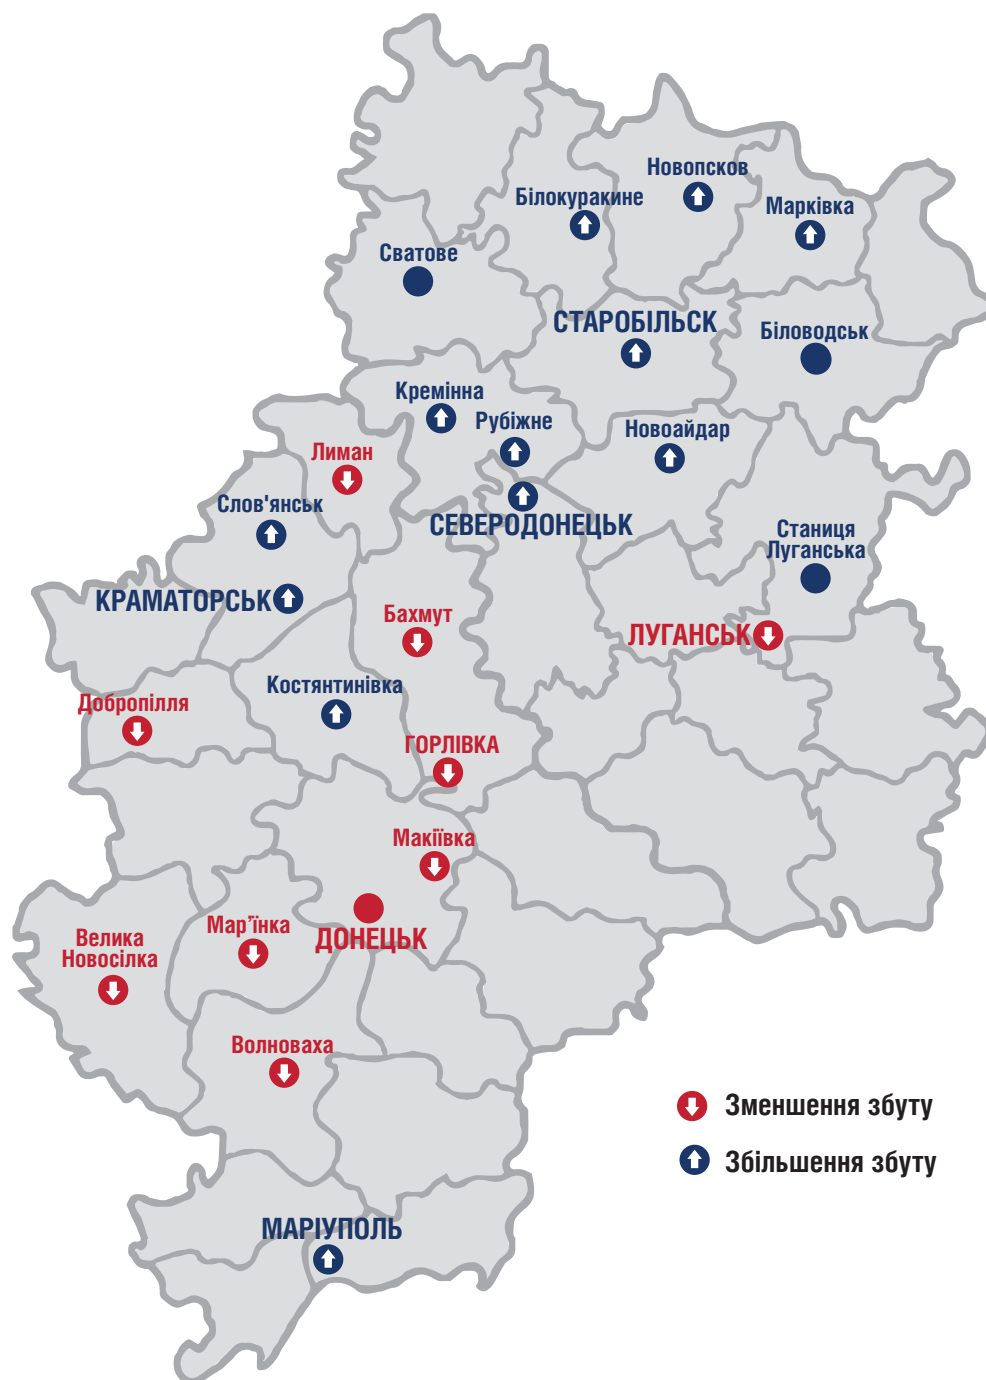 Новопсков
Білокуракине
Марківка
Сватове
СТАРОБІЛЬСК
Біловодськ
Кремінна
Рубіжне
Новоайдар
Лиман
Слов'янськ
СЕВЕРОДОНЕЦЬК
Станиця
Луганська
КРАМАТОРСЬК
Бахмут
ЛУГАНСЬК
Костянтинівка
Добропілля
ГОРЛІВКА
Макіївка
Мар’їнка
ДОНЕЦЬК
Велика
Новосілка
Волноваха
Зменшення збуту
Збільшення збуту
МАРІУПОЛЬ